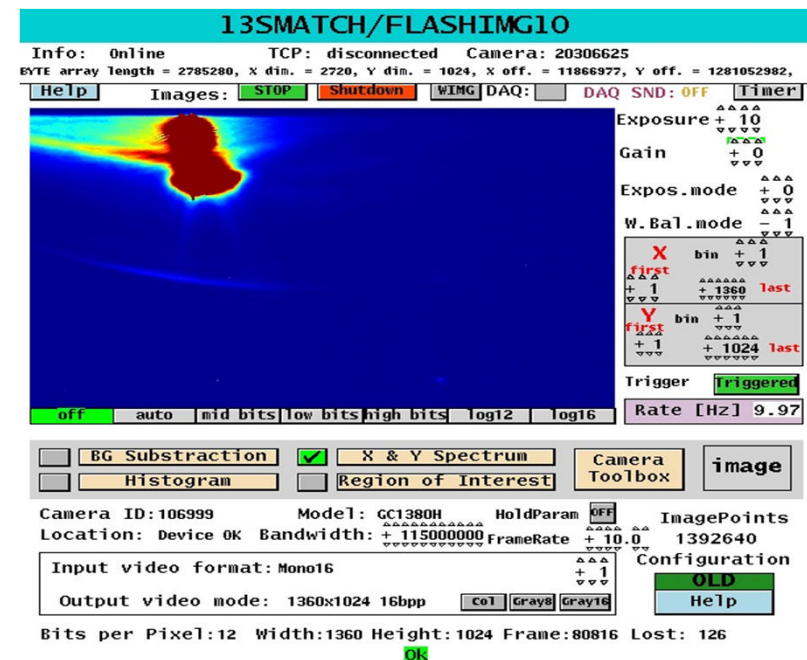 13SMATCH/FLASHIMG10
Info: Online TCP: disconnected Camera: 20306625
BYTE array length = 2785280, X dim. = 2720, Y dim. = 1024, X off. = 11866977, Y off. = 1281052982,
Help Images: STOP Shutdown WIMG DAQ: DAQ SND: OFF Timer
Exposure + 10
Gain + 0
Expos.mode + 0
W.Bal.mode - 1
X bin + 1
first
+ 1 + 1360 last
Y bin + 1
first
+ 1 + 1024 last
Trigger Triggered
off auto mid bits low bits high bits log12 log16 Rate [Hz] 9.97
BG Substraction X & Y Spectrum Camera Toolbox image
Histogram Region of Interest
Camera ID:106999 Model: GC1380H HoldParam OFF ImagePoints
Location: Device OK Bandwidth: + 115000000 FrameRate + 10.0 1392640
Input video format: Mono16 + 1 Configuration
OLD
Output video mode: 1360x1024 16bpp Col Gray8 Gray16 Help
Bits per Pixel:12 Width:1360 Height:1024 Frame:80816 Lost: 126
Ok